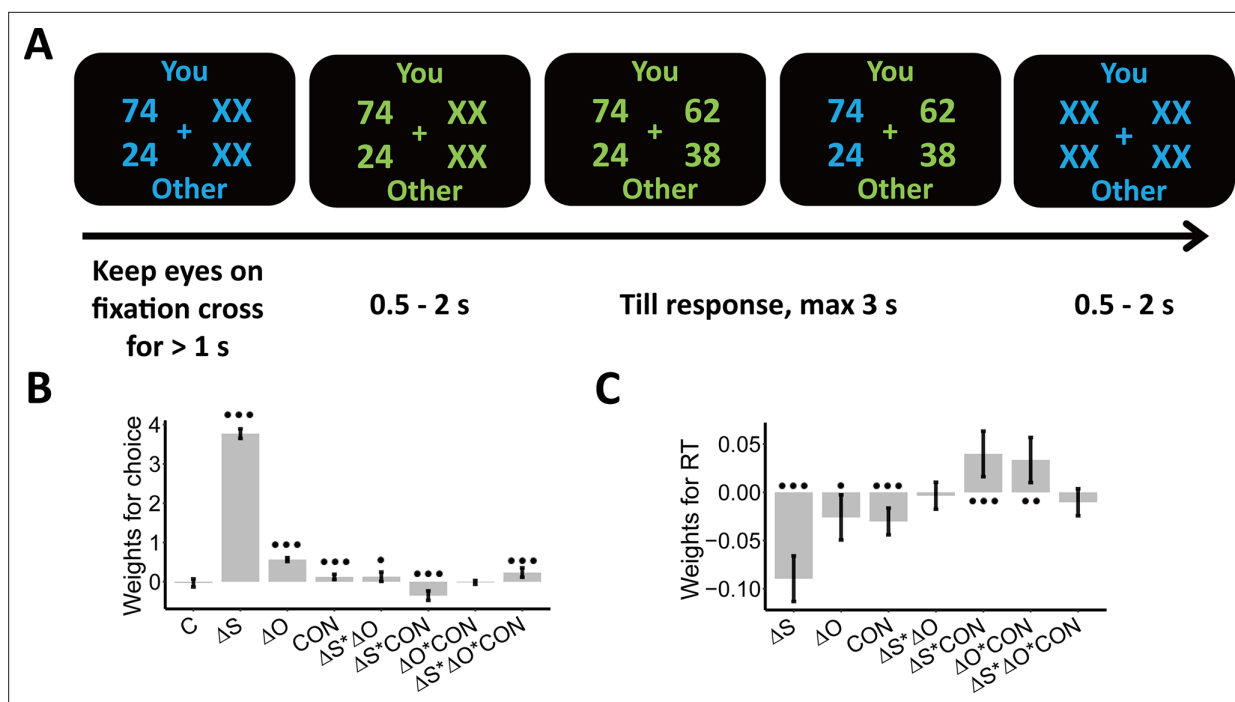 A
You You You You You
74 XX 74 XX 74 62 74 62 XX XX
+ + + + +
24 XX 24 XX 24 38 24 38 XX XX
Other Other Other Other Other
Keep eyes on
fixation cross
for > 1 s
0.5 - 2 s
Till response, max 3 s
0.5 - 2 s
B
Weights for choice
4
3
2
1
0
C
ΔS
ΔO
CON
ΔS*ΔO
ΔS*CON
ΔO*CON
ΔS*ΔO*CON
C
Weights for RT
0.05
0.00
−0.05
−0.10
ΔS
ΔO
CON
ΔS*ΔO
ΔS*CON
ΔO*CON
ΔS*ΔO*CON